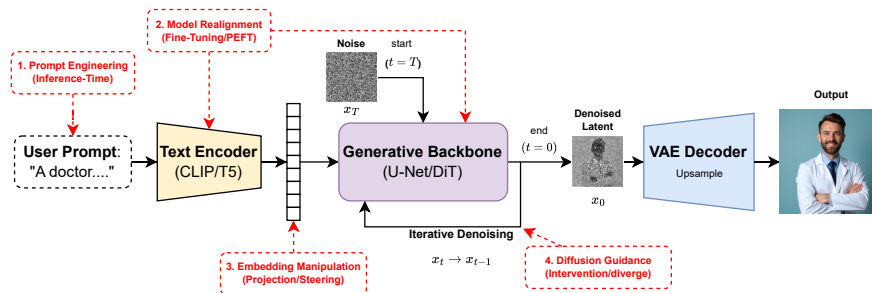 2. Model Realignment
(Fine-Tuning/PEFT)
1. Prompt Engineering
(Inference-Time)
Noise
start
(t = T)
x_T
User Prompt:
"A doctor...."
Text Encoder
(CLIP/T5)
Generative Backbone
(U-Net/DiT)
end
(t = 0)
Denoised
Latent
x_0
VAE Decoder
Upsample
Output
Iterative Denoising
x_t → x_{t-1}
3. Embedding Manipulation
(Projection/Steering)
4. Diffusion Guidance
(Intervention/diverge)